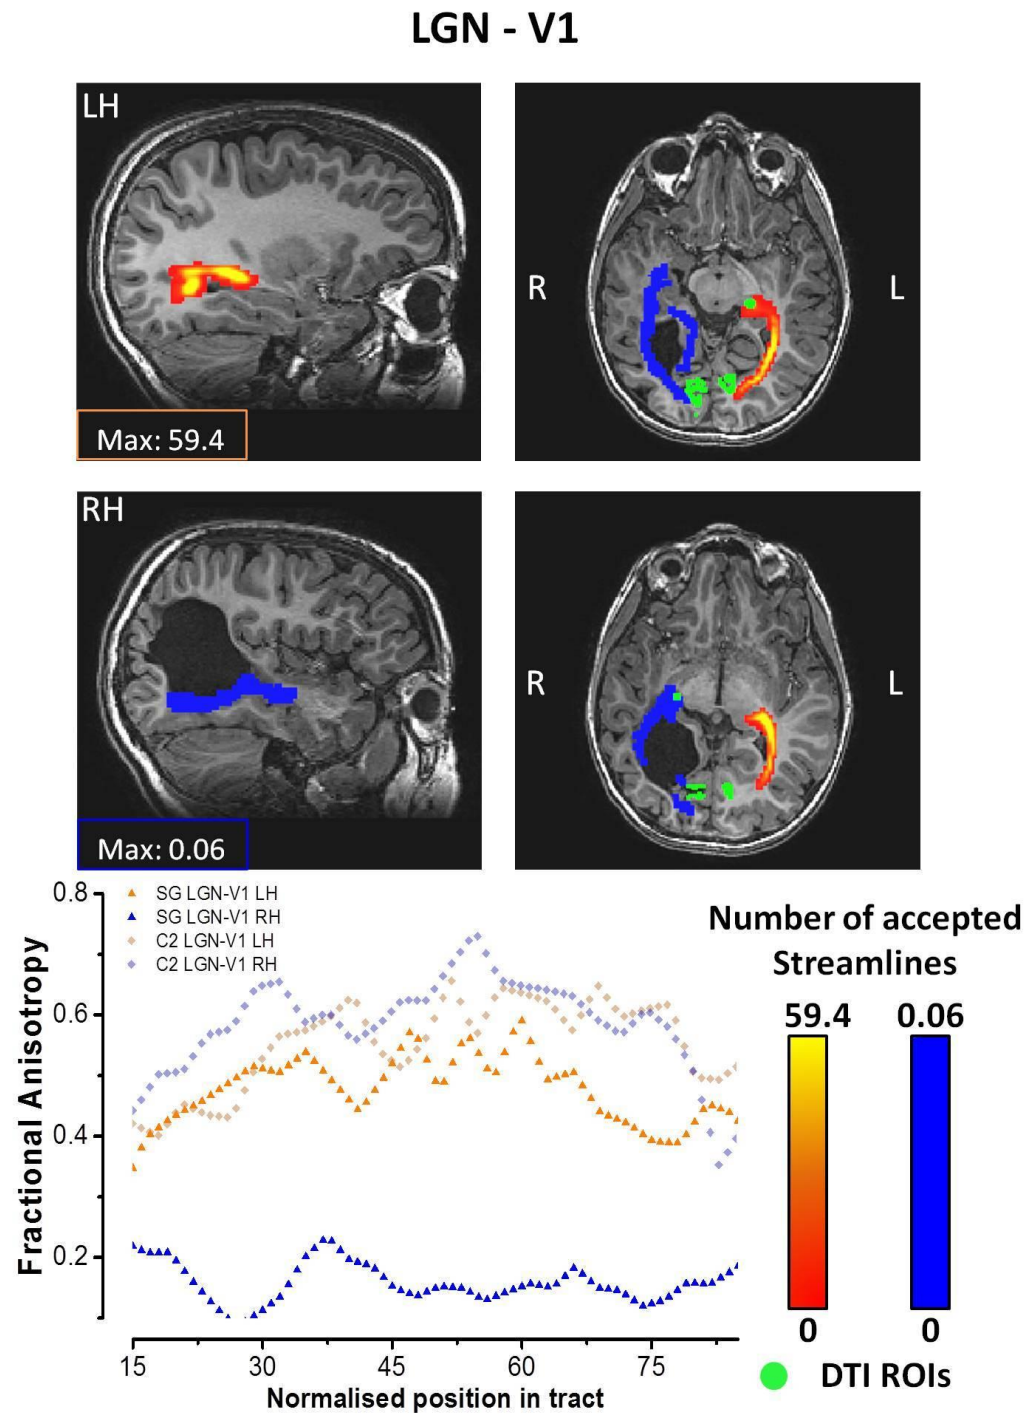 LGN - V1
LH
R
L
Max: 59.4
RH
R
L
Max: 0.06
0.8
0.6
0.4
0.2
Fractional Anisotropy
SG LGN-V1 LH
SG LGN-V1 RH
C2 LGN-V1 LH
C2 LGN-V1 RH
15 30 45 60 75
Normalised position in tract
Number of accepted
Streamlines
59.4 0.06
0 0
DTI ROIs